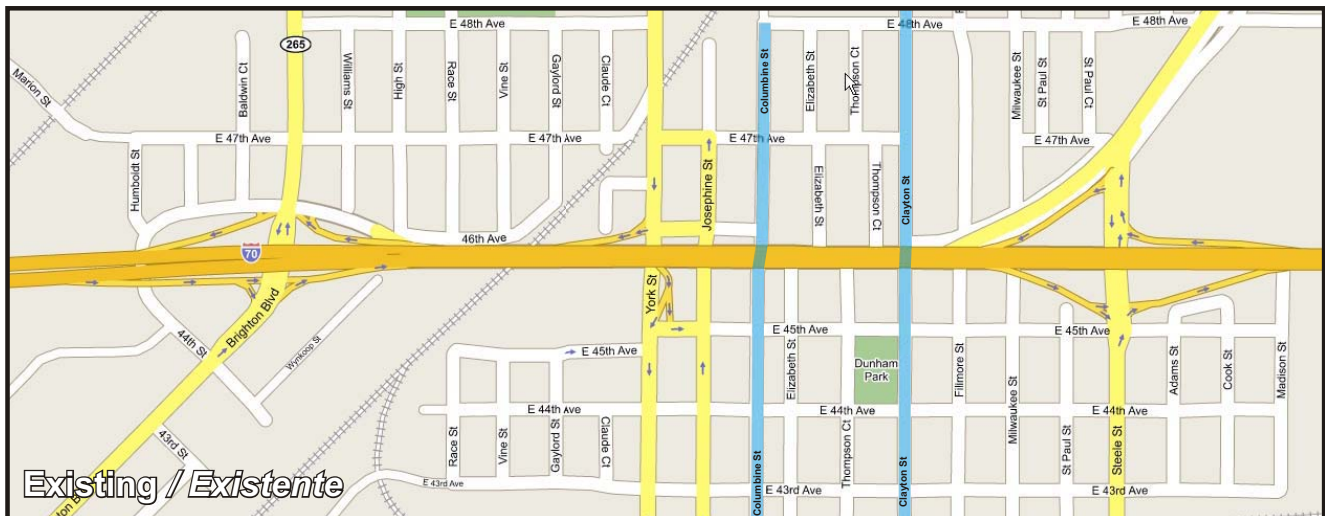 E 48th Ave
E 48th Ave
E 48th Ave
265
Marion St
Baldwin Ct
Williams St
High St
Race St
Vine St
Gaylord St
Claude Ct
Columbine St
Elizabeth St
Thompson Ct
Milwaukee St
St Paul St
St Paul Ct
E 47th Ave
E 47th Ave
E 47th Ave
E 47th Ave
Humboldt St
Josephine St
Elizabeth St
Thompson Ct
Clayton St
46th Ave
70
York St
Brighton Blvd
44th St
Wynkoop St
E 45th Ave
E 45th Ave
E 45th Ave
Elizabeth St
Dunham
Park
Fillmore St
Milwaukee St
Adams St
Cook St
Madison St
E 44th Ave
E 44th Ave
E 44th Ave
43rd St
Race St
Vine St
Gaylord St
Claude Ct
Columbine St
Thompson Ct
Clayton St
St Paul St
Steele St
E 43rd Ave
E 43rd Ave
E 43rd Ave
Existing / Existente